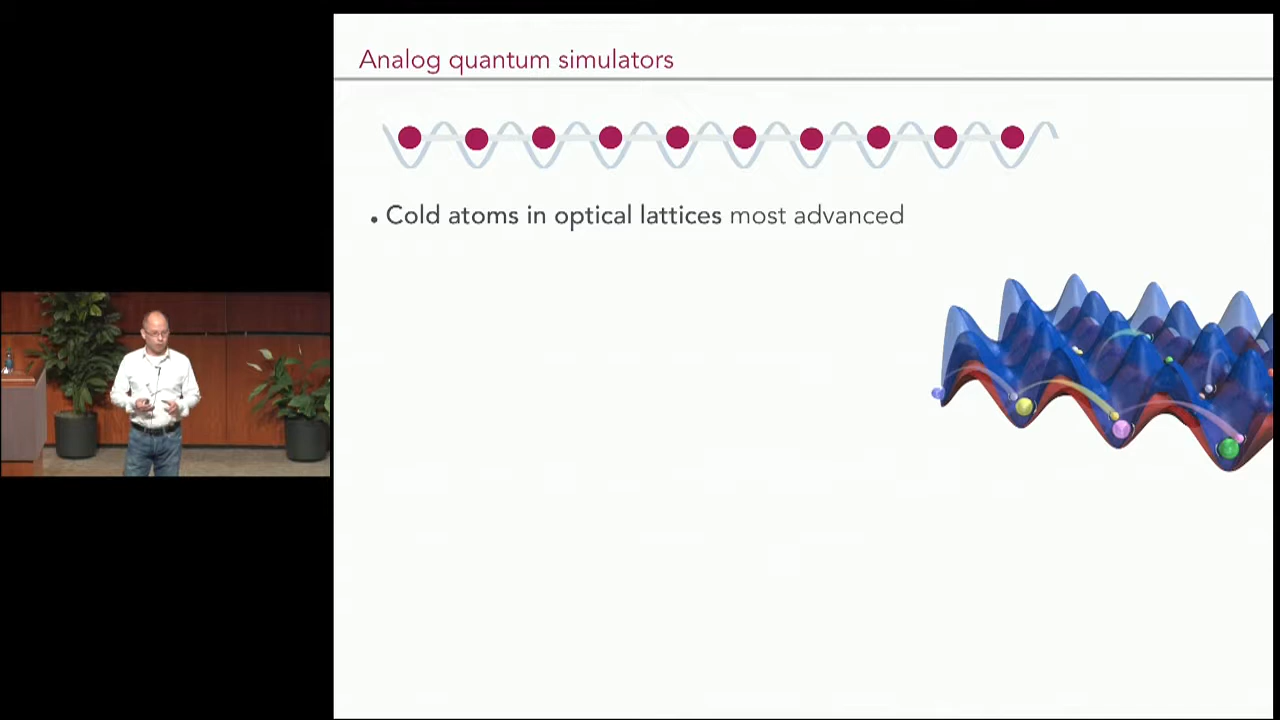 Analog quantum simulators
• Cold atoms in optical lattices most advanced